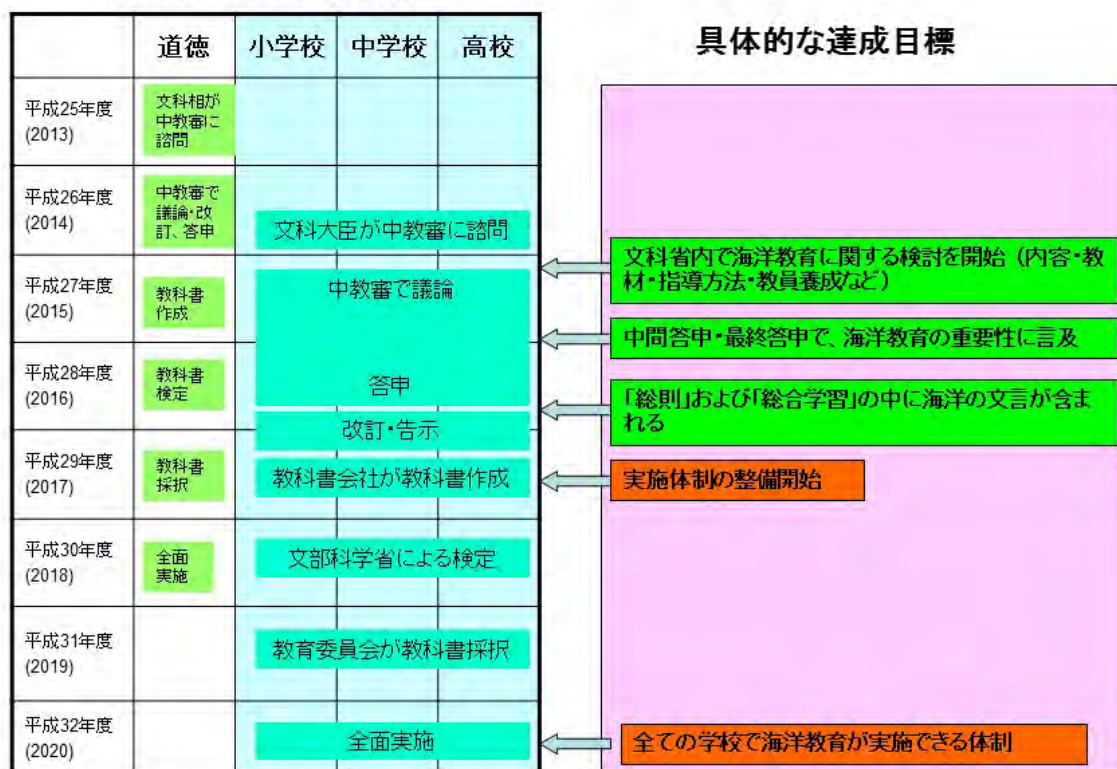 道徳
小学校
中学校
高校
具体的な達成目標
平成25年度
(2013)
文科相が
中教審に
諮問
平成26年度
(2014)
中教審で
議論・改
訂、答申
文科大臣が中教審に諮問
平成27年度
(2015)
教科書
作成
中教審で議論
文科省内で海洋教育に関する検討を開始（内容・教
材・指導方法・教員養成など）
中間答申・最終答申で、海洋教育の重要性に言及
平成28年度
(2016)
教科書
検定
答申
「総則」および「総合学習」の中に海洋の文言が含ま
れる
改訂・告示
平成29年度
(2017)
教科書
採択
教科書会社が教科書作成
実施体制の整備開始
平成30年度
(2018)
全面
実施
文部科学省による検定
平成31年度
(2019)
教育委員会が教科書採択
平成32年度
(2020)
全面実施
全ての学校で海洋教育が実施できる体制